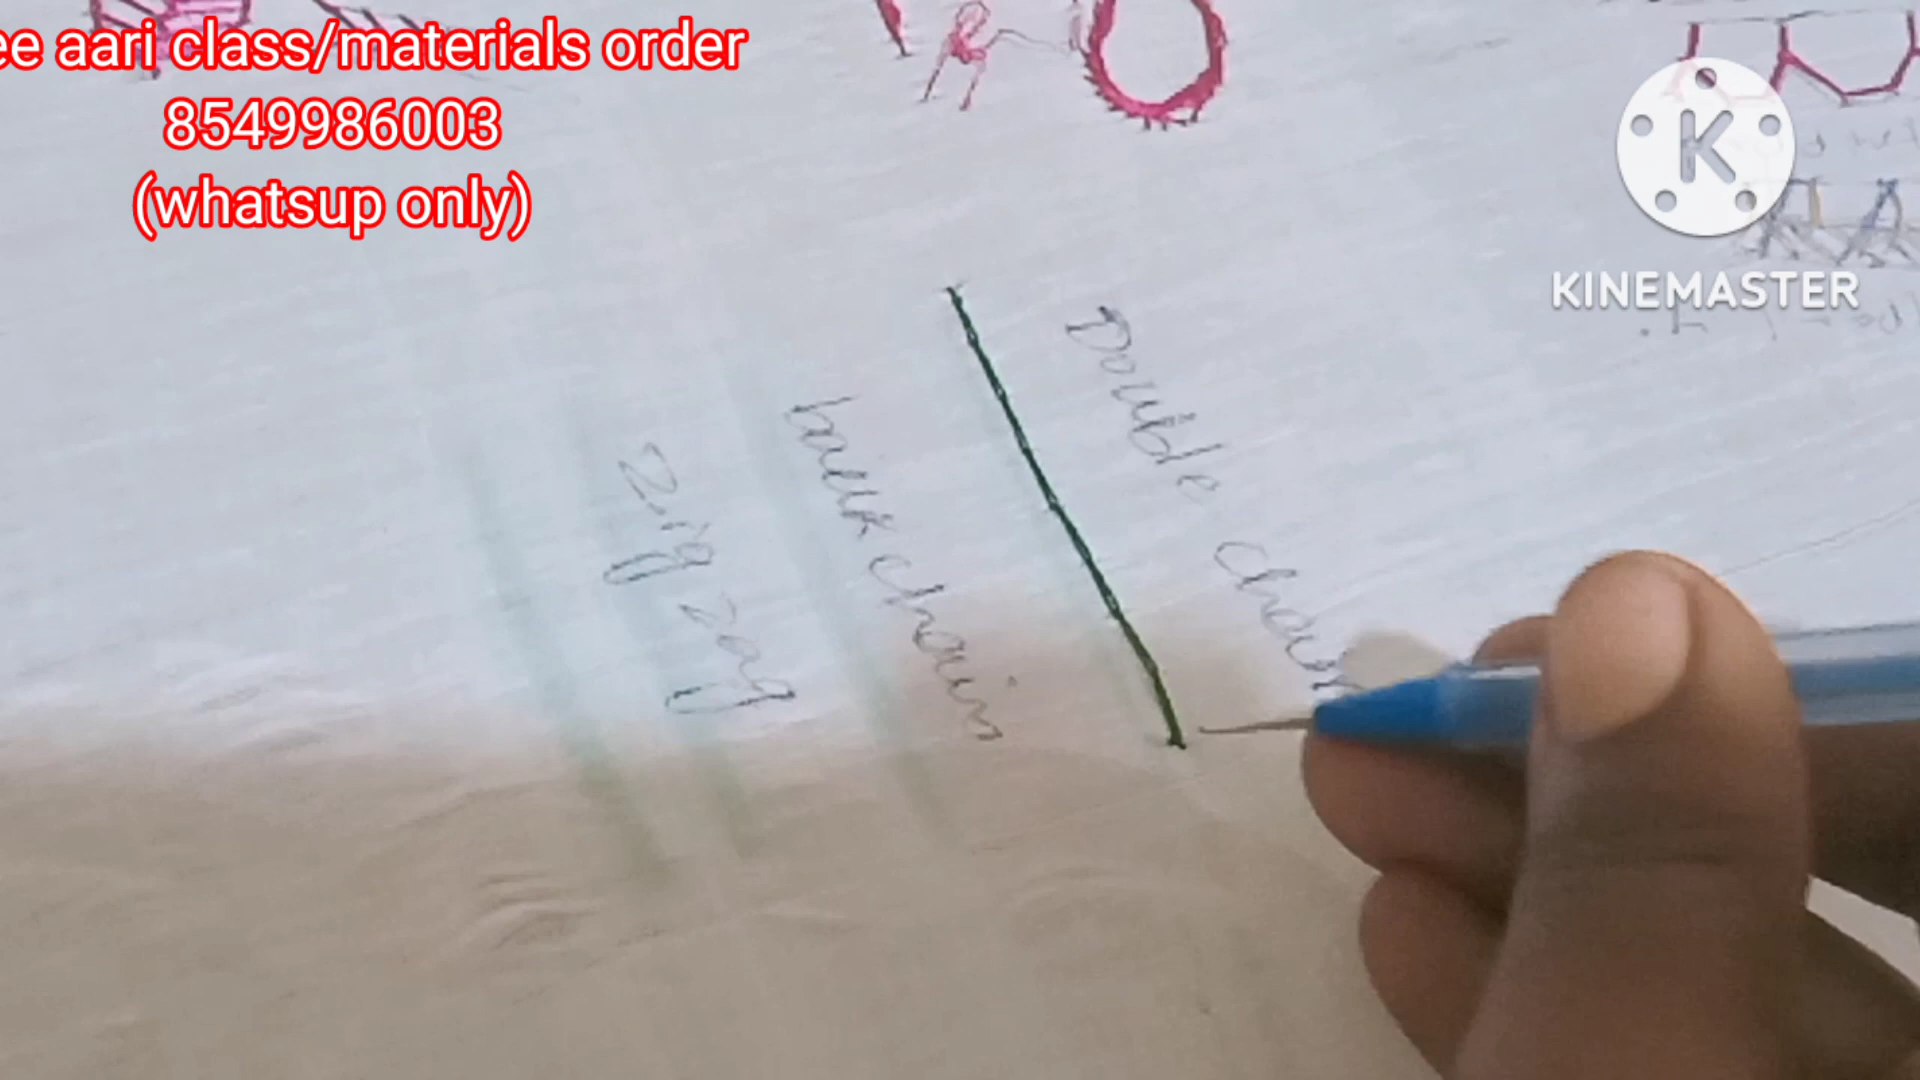 ee aari class/materials order
8549986003
(whatsup only)
KINEMASTER
Double chain
back chain
zig zag